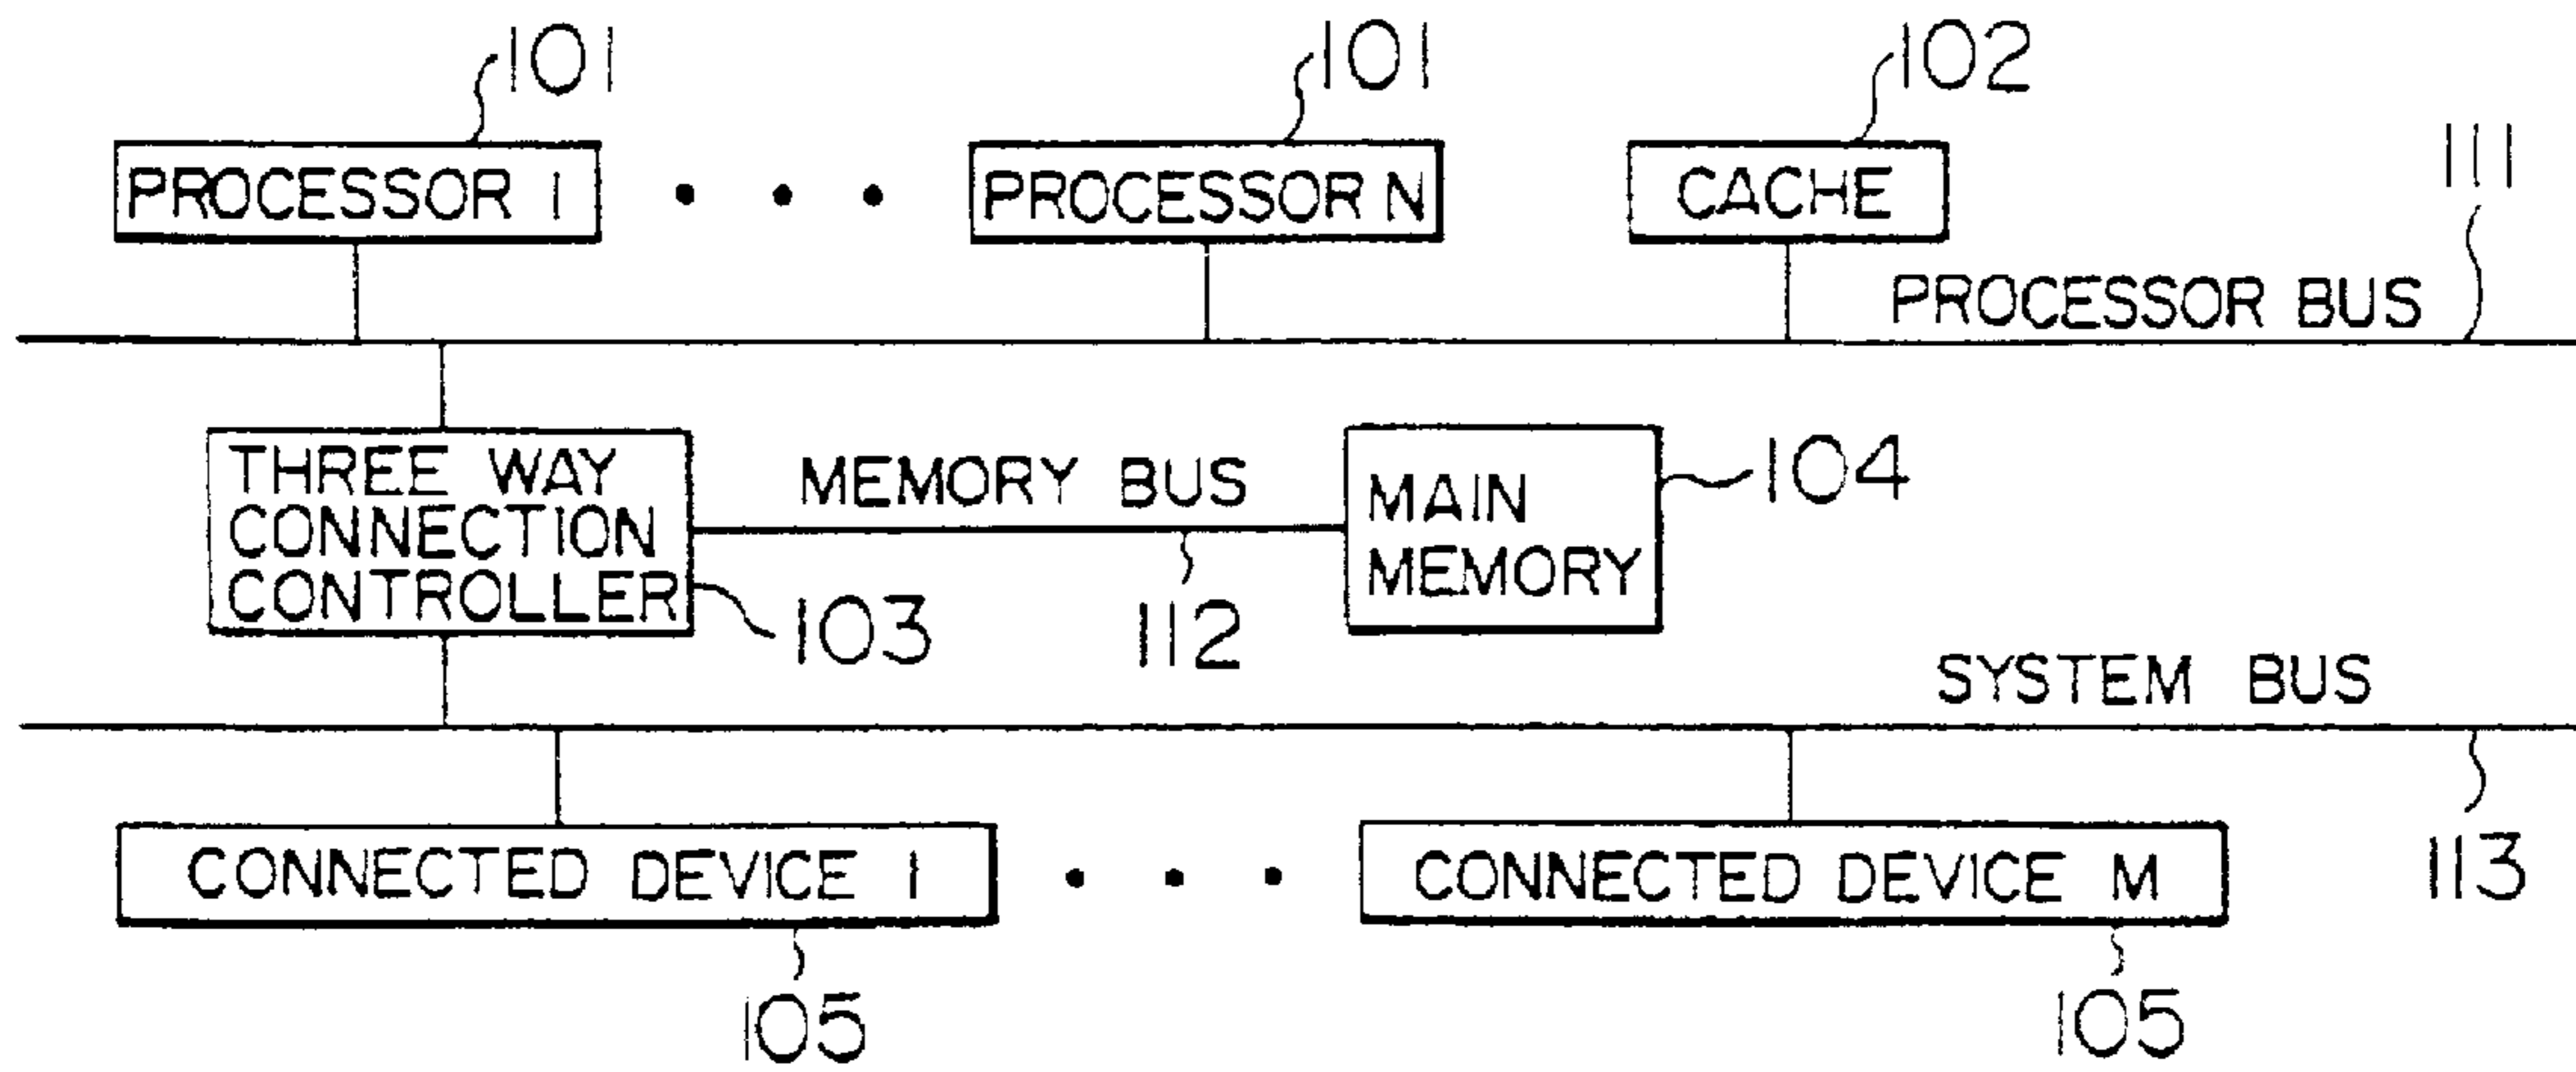 101 101 102
PROCESSOR 1 • • • PROCESSOR N CACHE 111
PROCESSOR BUS
THREE WAY
CONNECTION
CONTROLLER
103
MEMORY BUS
112
MAIN
MEMORY
104
SYSTEM BUS
113
CONNECTED DEVICE 1 • • • CONNECTED DEVICE M
105 105